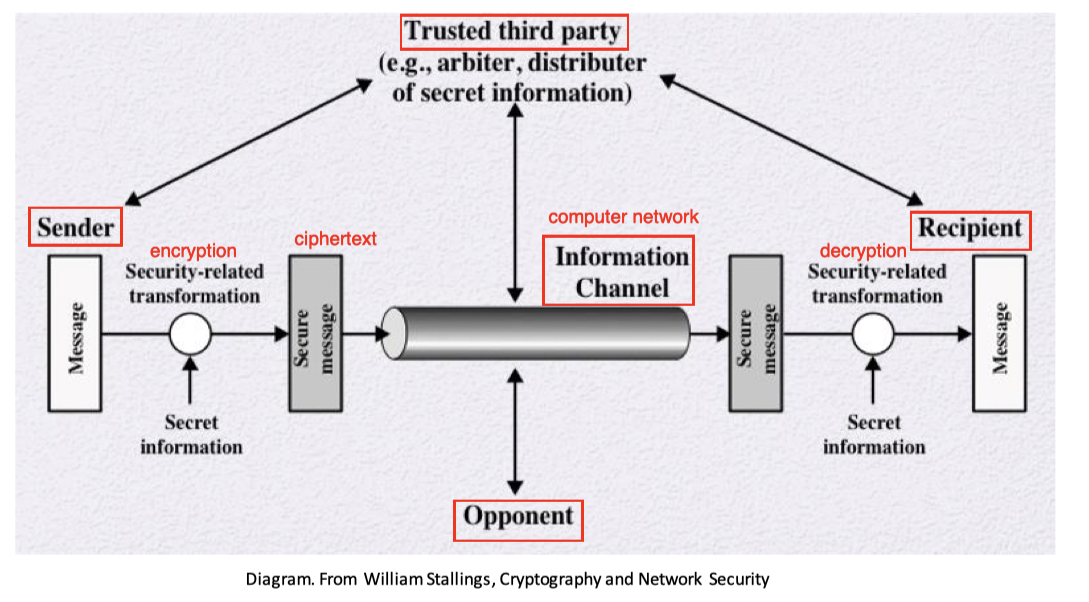 Trusted third party
(e.g., arbiter, distributer
of secret information)
Sender
Recipient
computer network
Information
Channel
encryption
Security-related
transformation
ciphertext
decryption
Security-related
transformation
Message
Secure
message
Secure
message
Message
Secret
information
Secret
information
Opponent
Diagram. From William Stallings, Cryptography and Network Security